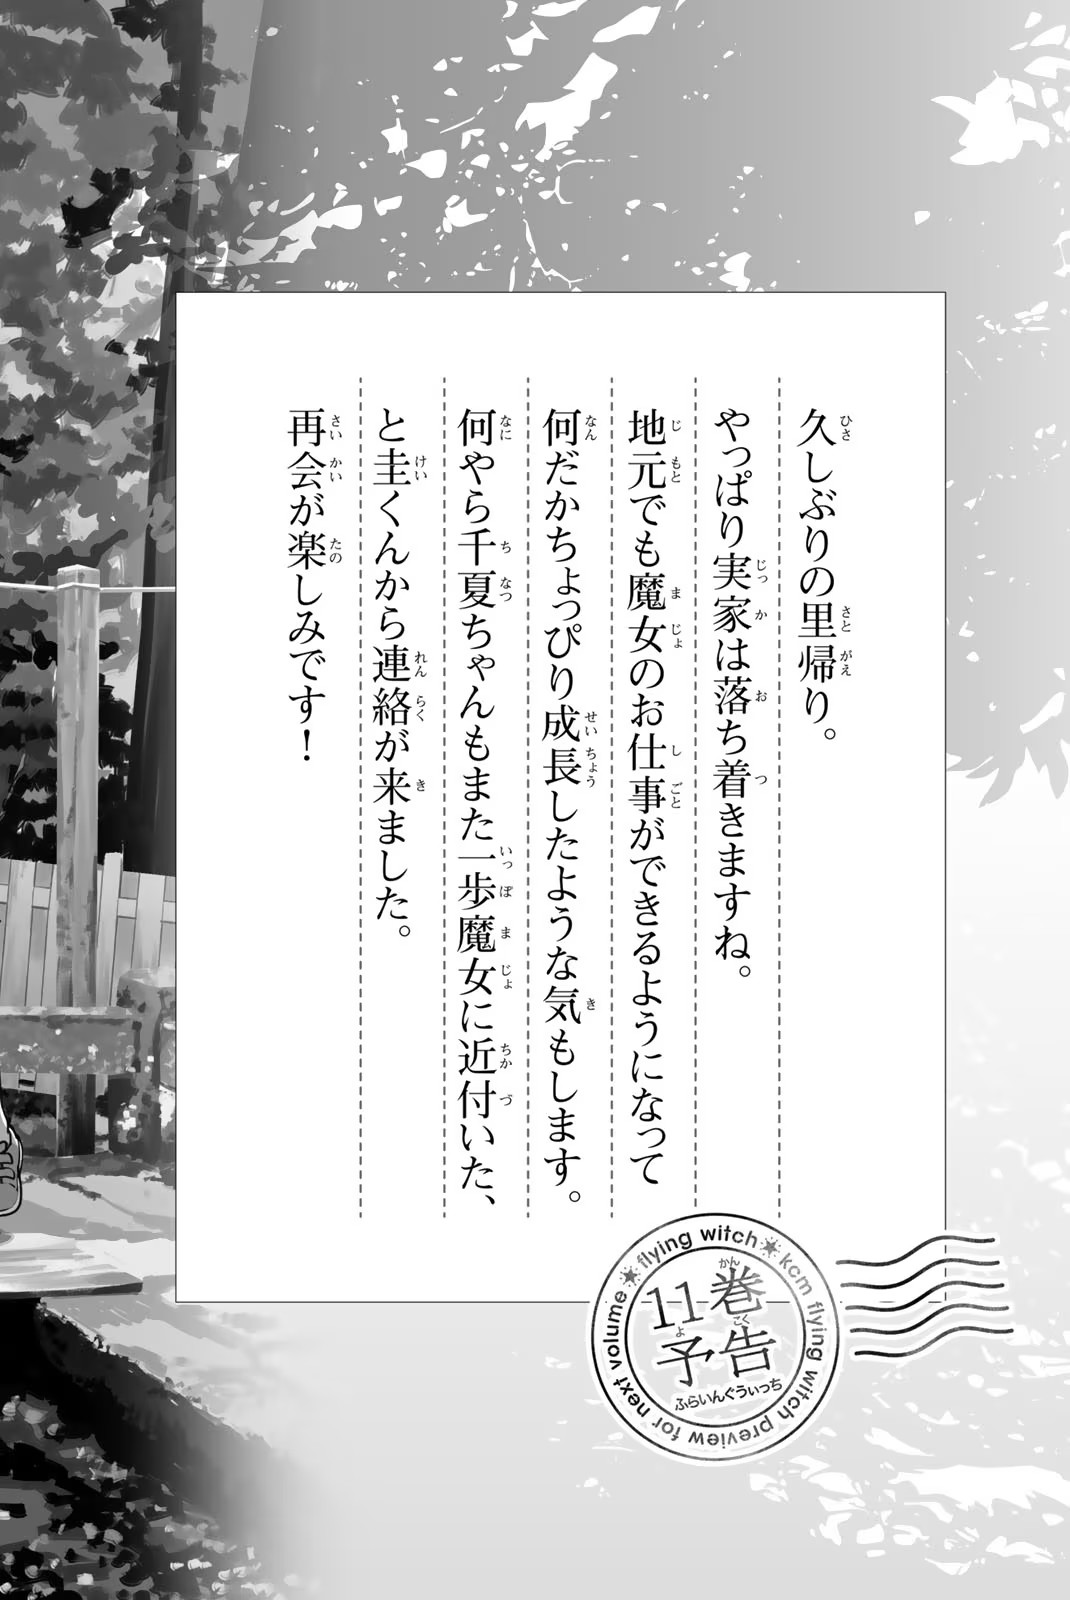 久しぶりの里帰り。
やっぱり実家は落ち着きますね。
地元でも魔女のお仕事ができるようになって
何だかちょっぴり成長したような気もします。
何やら千夏ちゃんもまた一歩魔女に近付いた、
と圭くんから連絡が来ました。
再会が楽しみです！
flying witch★kcm flying witch preview for next volume★
11巻
予告
ふらいんぐうぃっち